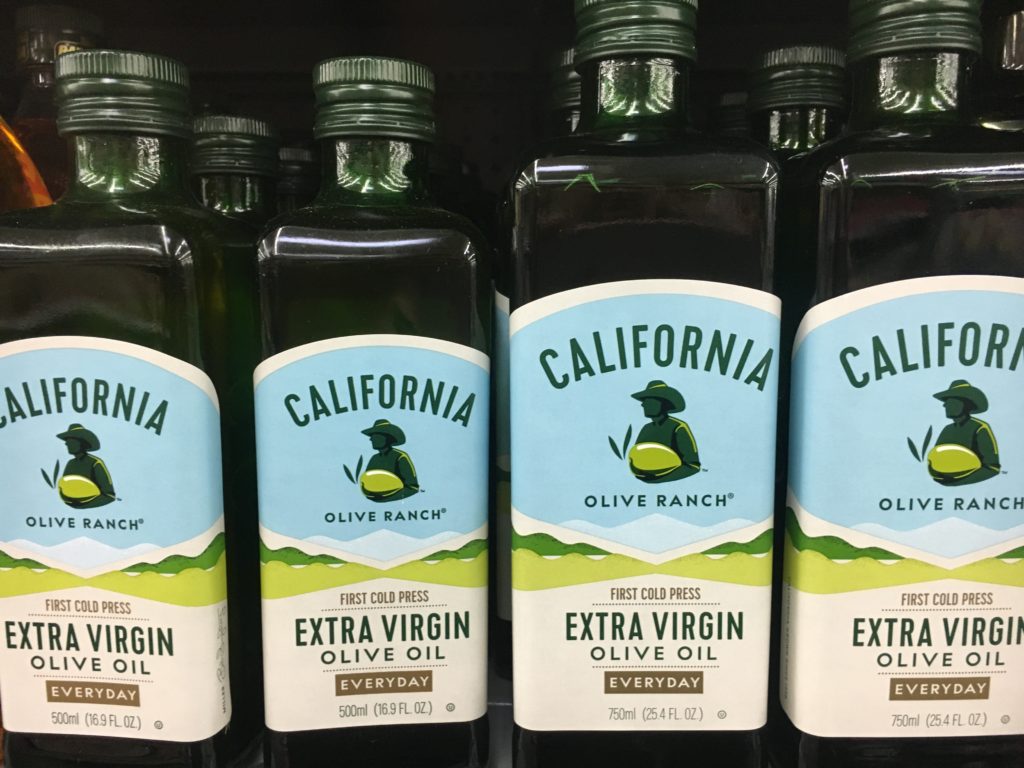 CALIFORNIA
OLIVE RANCH®
FIRST COLD PRESS
EXTRA VIRGIN
OLIVE OIL
EVERYDAY
500ml (16.9 FL. OZ.)
CALIFORNIA
OLIVE RANCH®
FIRST COLD PRESS
EXTRA VIRGIN
OLIVE OIL
EVERYDAY
500ml (16.9 FL. OZ.)
CALIFORNIA
™
OLIVE RANCH®
FIRST COLD PRESS
EXTRA VIRGIN
OLIVE OIL
EVERYDAY
750ml (25.4 FL. OZ.)
CALIFORN
™
OLIVE RANCH
FIRST COLD PRESS
EXTRA VIRGIN
OLIVE OIL
EVERYDAY
750ml (25.4 FL. OZ.)